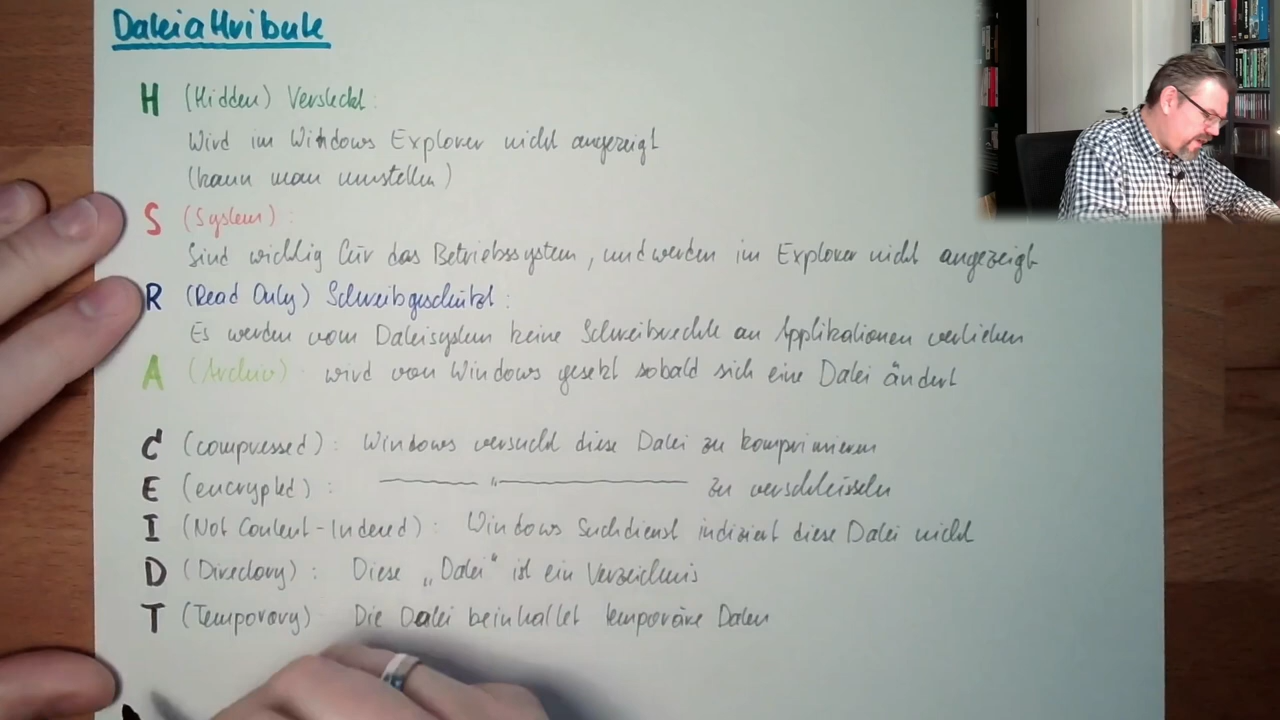 Dateiattribute
H (Hidden) Versteckt:
Wird im Windows Explorer nicht angezeigt
(kann man umstellen)
S (System):
Sind wichtig für das Betriebssystem, und werden im Explorer nicht angezeigt
R (Read Only) Schreibgeschützt:
Es werden vom Dateisystem keine Schreibrechte an Applikationen verliehen
A (Archiv): wird von Windows gesetzt sobald sich eine Datei ändert
C (compressed): Windows versucht diese Datei zu komprimieren
E (encrypted): —— " —— zu verschlüsseln
I (Not Content-Indexed): Windows Suchdienst indiziert diese Datei nicht
D (Directory): Diese „Datei“ ist ein Verzeichnis
T (Temporary) Die Datei beinhaltet temporäre Daten